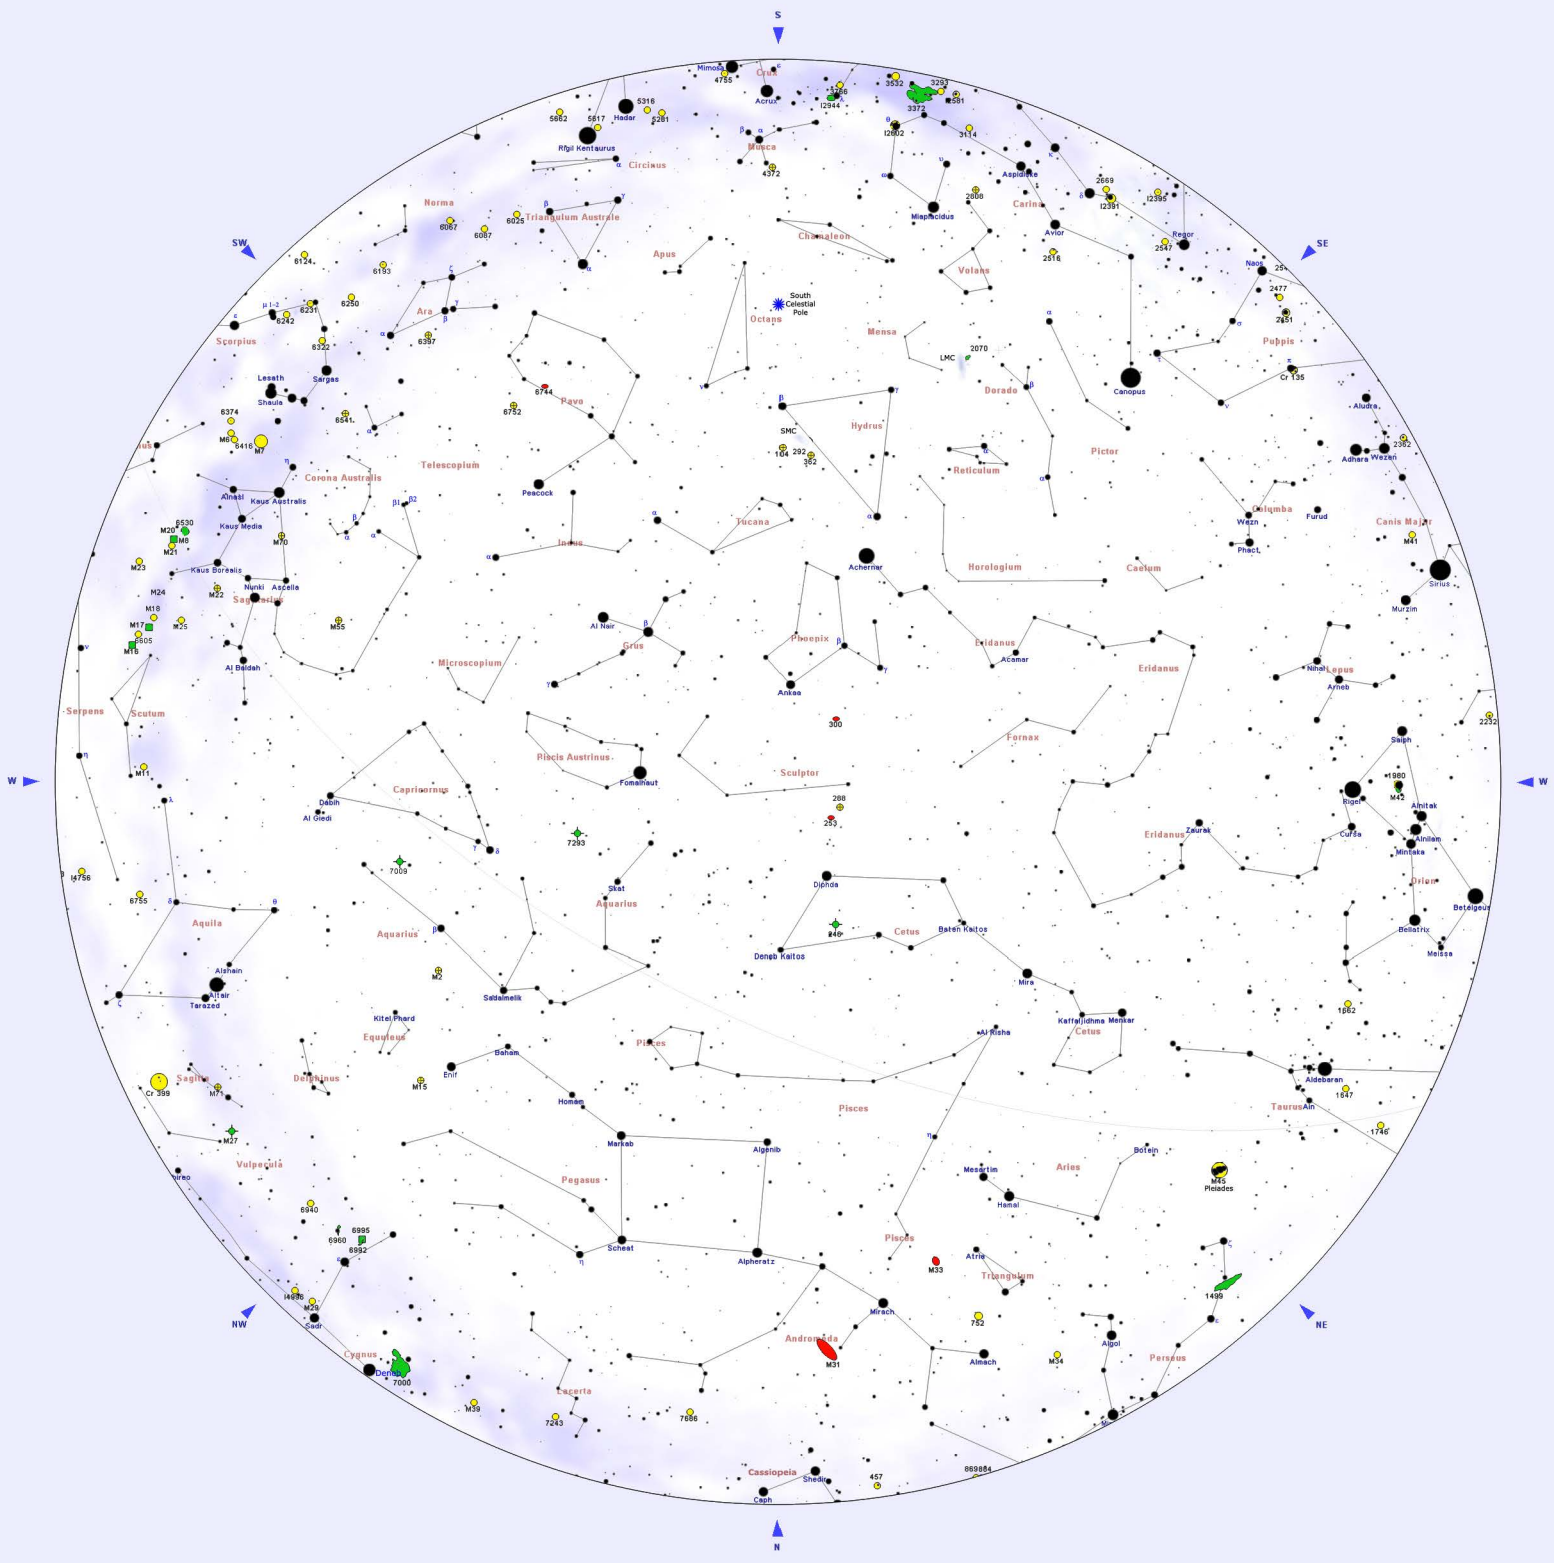 S
Mimosa
4755
Crux
ε
Acrux
3766
I2944
λ
3532
3293
3372
2581
5662
5617
Hadar
5316
5281
Rigil Kentaurus
β
α
Musca
4372
θ
I2602
3114
κ
α
Circinus
υ
ω
Aspidiske
2808
Miaplacidus
Carina
Avior
2516
δ
2669
I2391
I2395
2547
Regor
Norma
6067
6087
6025
β
γ
Triangulum Australe
α
Chamaeleon
Volans
SW
6124
6193
Apus
SE
Naos
2477
2451
ζ
6250
Ara
γ
β
α
6397
μ 1-2
6231
6242
ε
Scorpius
6322
South
Celestial
Pole
Octans
ν
Mensa
LMC
2070
α
σ
Puppis
π
Cr 135
ν
Lesath
Sargas
Shaula
6744
Pavo
6752
Dorado
β
Canopus
Aludra
6374
M6
6416
M7
6541
α
β
γ
SMC
Hydrus
104
292
362
α
Reticulum
Pictor
2362
Adhara
Wezen
η
Corona Australis
Telescopium
Peacock
α
Alnasl
Kaus Australis
Kaus Media
β
α
β1
β2
α
α
Tucana
α
Columba
Wezn
Furud
Phact
Canis Major
M41
6530
M20
M8
M21
M70
Indus
α
Achernar
Horologium
Caelum
Sirius
Murzim
M23
Kaus Borealis
M22
Nunki
Ascella
Sagittarius
M24
M18
M17
6605
M16
M25
M55
Al Nair
β
Grus
γ
Phoenix
β
γ
Ankaa
Eridanus
Acamar
Eridanus
Nihal
Lepus
Arneb
ν
Al Baldah
Microscopium
Serpens
Scutum
300
2232
Saiph
η
M11
Piscis Austrinus
Fomalhaut
Fornax
Sculptor
W
λ
Dabih
Al Giedi
Capricornus
γ
δ
7293
288
253
Zaurak
Eridanus
Rigel
Cursa
1980
M42
Alnitak
Alnilam
Mintaka
W
I4756
6755
7009
Skat
Diphda
Orion
Betelgeus
δ
θ
Aquila
Aquarius
β
Aquarius
246
Cetus
Baten Kaitos
Deneb Kaitos
Bellatrix
Meissa
Alshain
Altair
Tarazed
ζ
M2
Sadalmelik
Mira
1662
Kitel Phard
Equuleus
Kaffaljidhma
Menkar
Cetus
Al Risha
Pisces
Baham
Enif
M15
Delphinus
Sagitta
Cr 399
M71
Homam
Aldebaran
1647
Taurus
Ain
Pisces
M27
Markab
η
Algenib
1746
Vulpecula
Pegasus
Mesartim
Hamal
Aries
Botein
M45
Pleiades
6940
6960
6995
6992
Scheat
η
Alpheratz
Pisces
M33
Atria
Triangulum
ζ
1499
ε
I4996
M29
Sadr
ε
Mirach
Andromeda
M31
752
Almach
M34
Algol
Perseus
NW
NE
Cygnus
Deneb
7000
M39
Lacerta
7243
7686
Cassiopeia
Shedir
Caph
457
869884
N